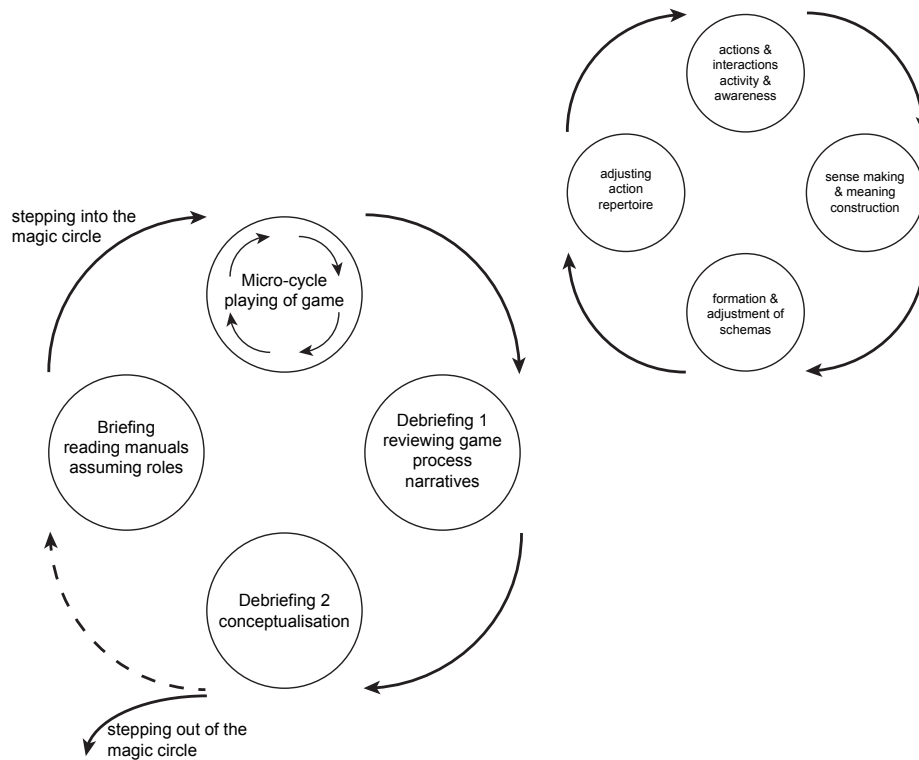 actions &
interactions
activity &
awareness
adjusting
action
repertoire
sense making
& meaning
construction
formation &
adjustment of
schemas
stepping into the
magic circle
Micro-cycle
playing of game
Briefing
reading manuals
assuming roles
Debriefing 1
reviewing game
process
narratives
Debriefing 2
conceptualisation
stepping out of the
magic circle